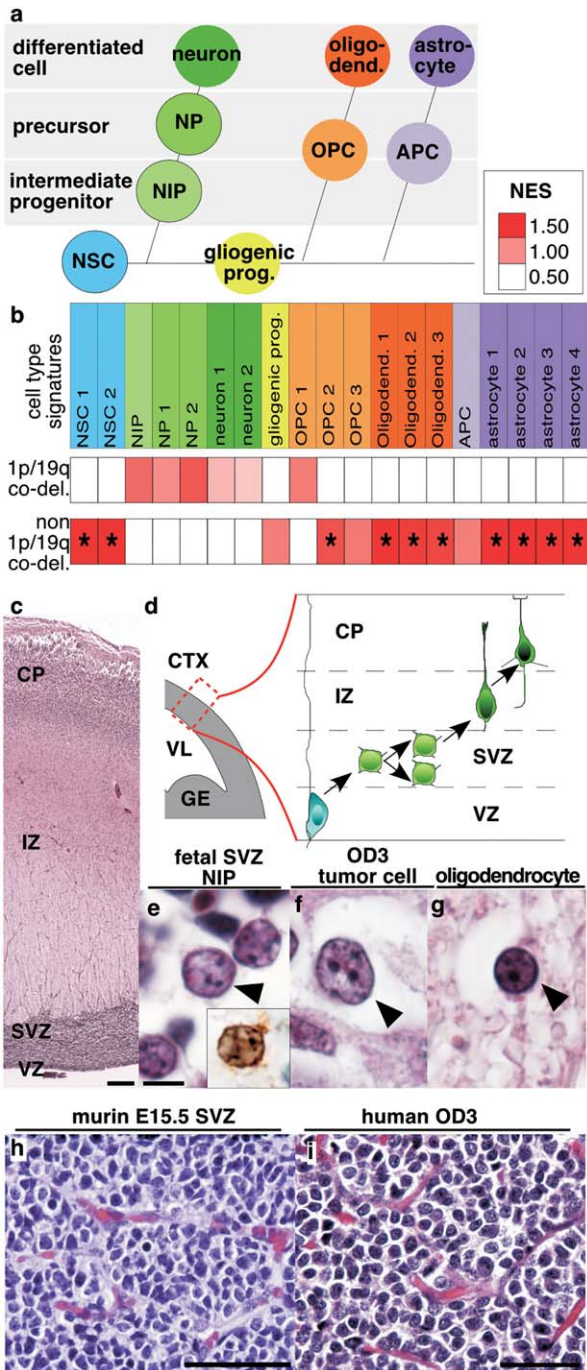 a
differentiated
cell
neuron
oligo-
dend.
astro-
cyte
precursor
NP
OPC
APC
intermediate
progenitor
NIP
NSC
gliogenic
prog.
NES
1.50
1.00
0.50
b
cell type
signatures
NSC 1
NSC 2
NIP
NP 1
NP 2
neuron 1
neuron 2
gliogenic prog.
OPC 1
OPC 2
OPC 3
Oligodend. 1
Oligodend. 2
Oligodend. 3
APC
astrocyte 1
astrocyte 2
astrocyte 3
astrocyte 4
1p/19q
co-del.
non
1p/19q
co-del.
* * * * * * * * * *
c
CP
IZ
SVZ
VZ
d
CTX
VL
GE
CP
IZ
SVZ
VZ
fetal SVZ
NIP
OD3
tumor cell
oligodendrocyte
e
f
g
murin E15.5 SVZ
human OD3
h
i